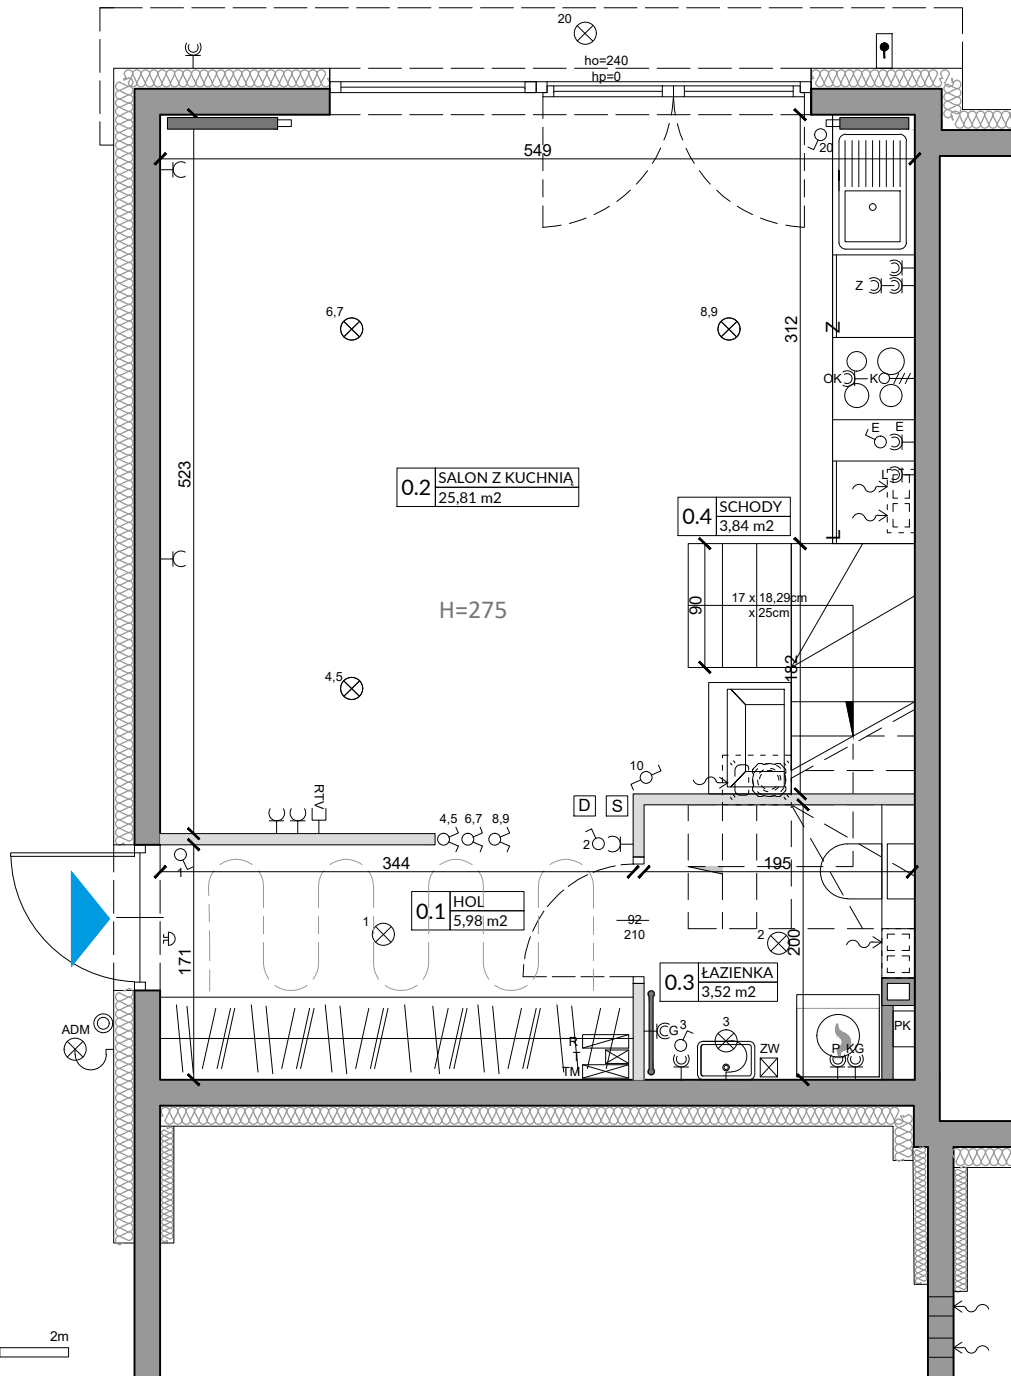 20
ho=240
hp=0
549
20
6,7
8,9
312
Z
Z
OK
K
E
E
L
523
0.2
SALON Z KUCHNIĄ
25,81 m2
0.4
SCHODY
3,84 m2
L
90
17 x 18,29cm
x 25cm
H=275
182
4,5
10
RTV
D
S
4,5
6,7
8,9
2
1
344
195
0.1
HOL
5,98 m2
1
92
210
2
200
171
0.3
ŁAZIENKA
3,52 m2
ADM
R
T
TM
G
3
3
ZW
P
KG
PK
2m